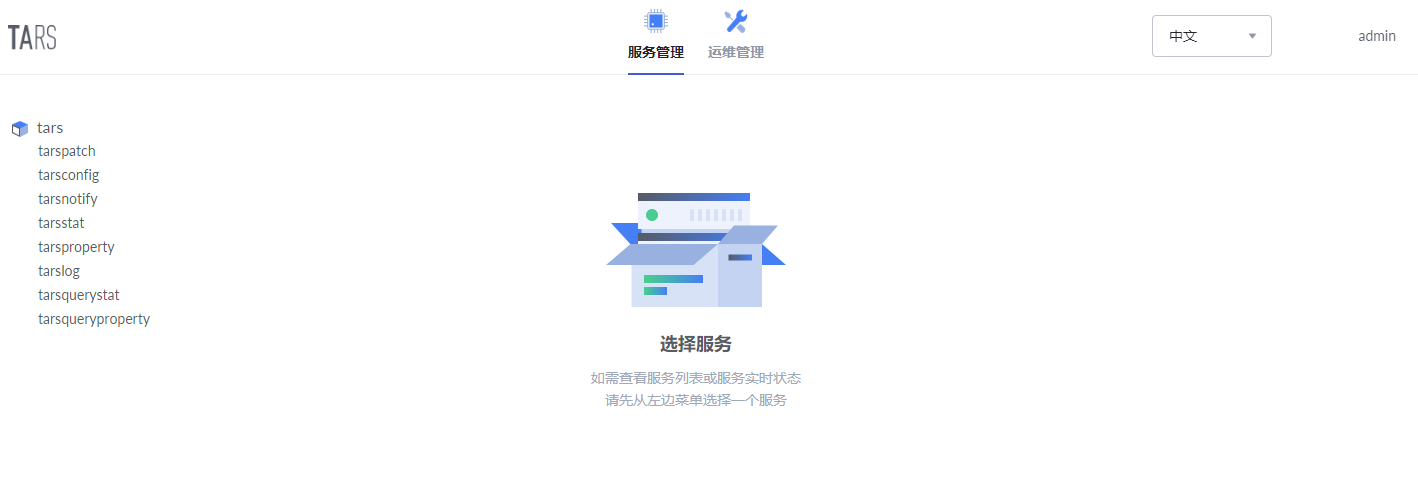 TARS
服务管理
运维管理
中文
admin
tars
tarspatch
tarsconfig
tarsnotify
tarsstat
tarsproperty
tarslog
tarsquerystat
tarsqueryproperty
选择服务
如需查看服务列表或服务实时状态
请先从左边菜单选择一个服务